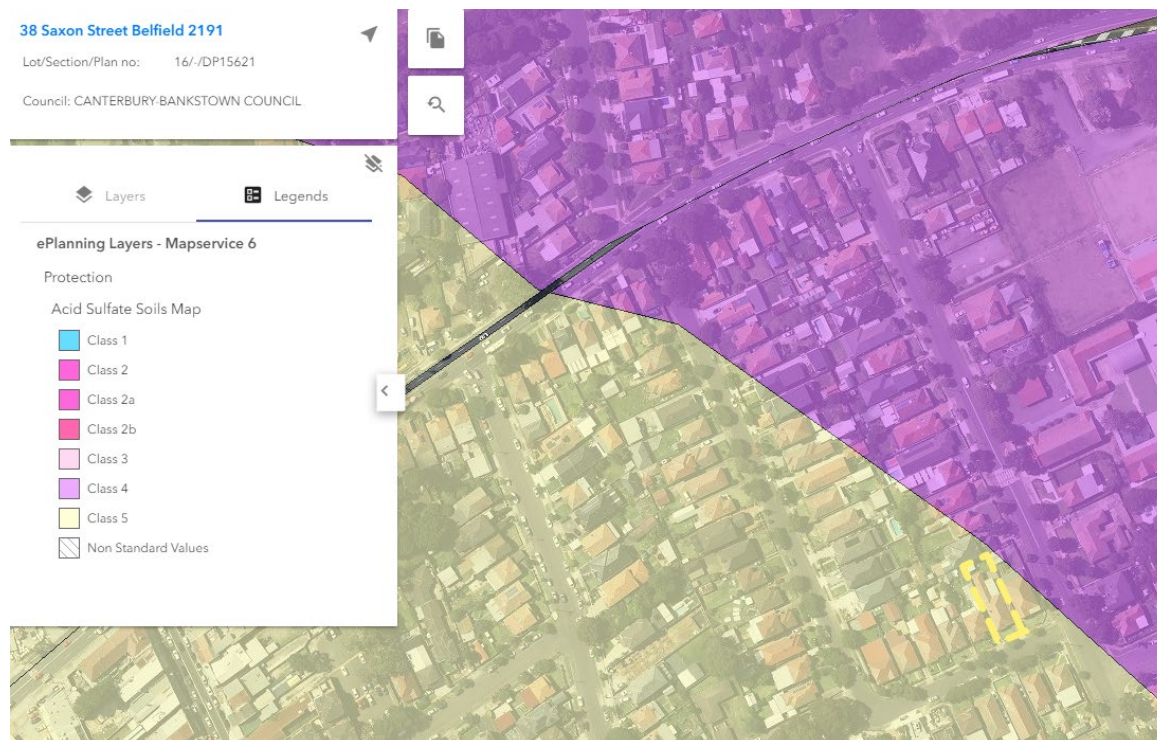 38 Saxon Street Belfield 2191
Lot/Section/Plan no: 16/-/DP15621
Council: CANTERBURY-BANKSTOWN COUNCIL
Layers
Legends
ePlanning Layers - Mapservice 6
Protection
Acid Sulfate Soils Map
Class 1
Class 2
Class 2a
Class 2b
Class 3
Class 4
Class 5
Non Standard Values